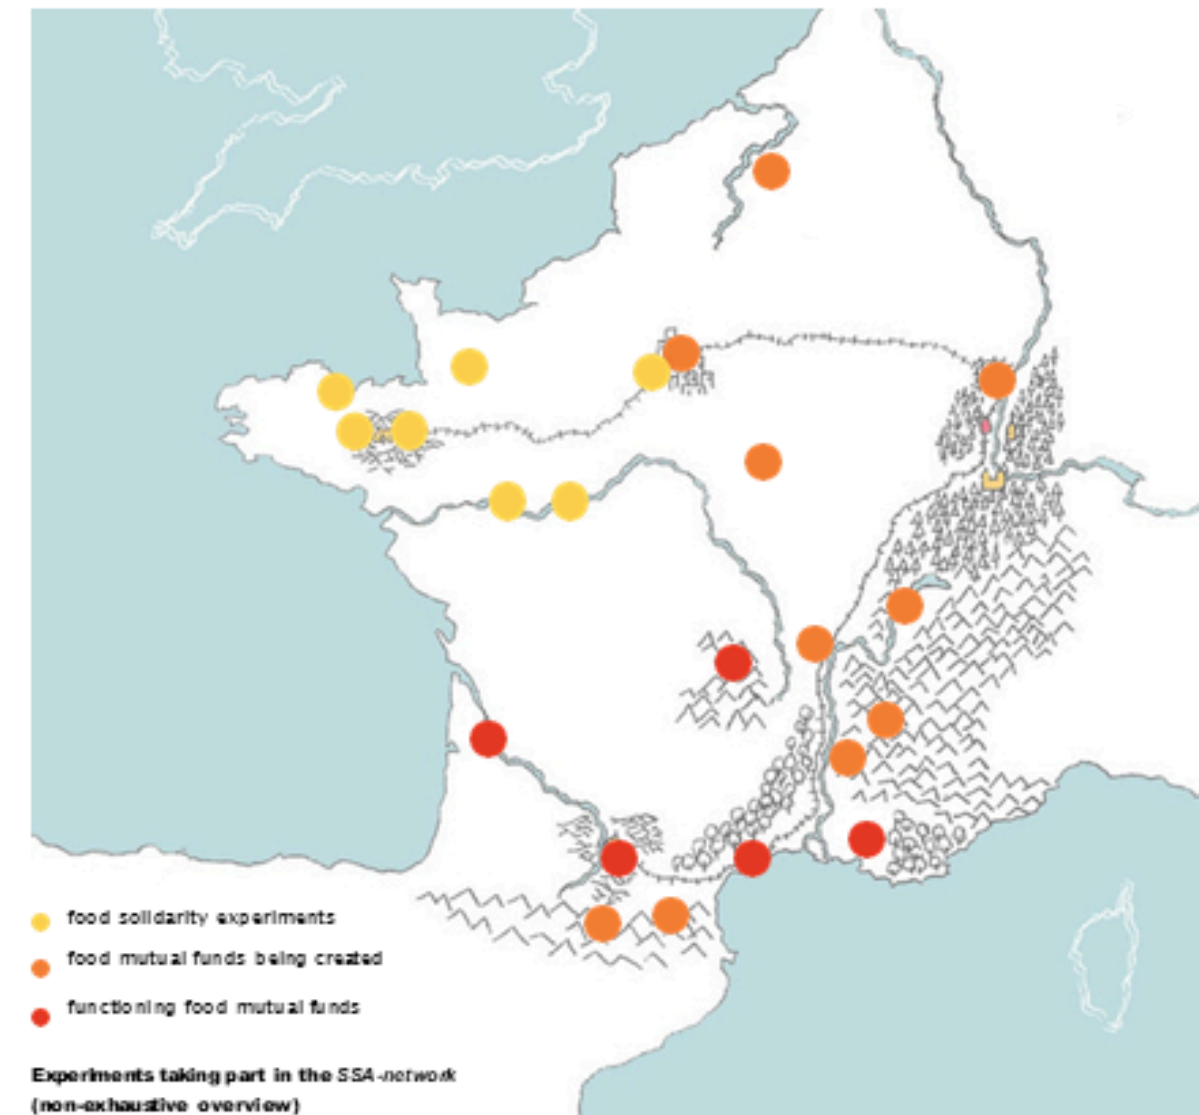 food solidarity experiments
food mutual funds being created
functioning food mutual funds
Experiments taking part in the SSA-network
(non-exhaustive overview)